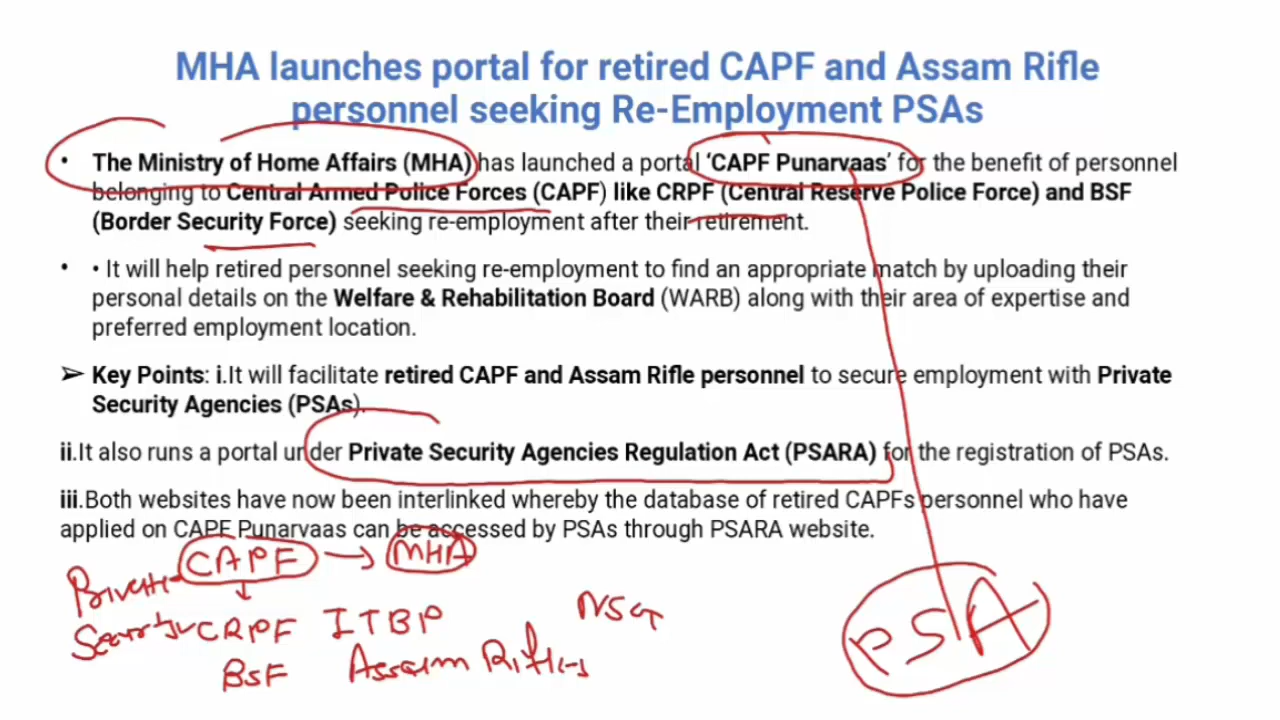 MHA launches portal for retired CAPF and Assam Rifle
personnel seeking Re-Employment PSAs
• The Ministry of Home Affairs (MHA) has launched a portal ‘CAPF Punarvaas’ for the benefit of personnel
belonging to Central Armed Police Forces (CAPF) like CRPF (Central Reserve Police Force) and BSF
(Border Security Force) seeking re-employment after their retirement.
• • It will help retired personnel seeking re-employment to find an appropriate match by uploading their
personal details on the Welfare & Rehabilitation Board (WARB) along with their area of expertise and
preferred employment location.
➢ Key Points: i.It will facilitate retired CAPF and Assam Rifle personnel to secure employment with Private
Security Agencies (PSAs).
ii.It also runs a portal under Private Security Agencies Regulation Act (PSARA) for the registration of PSAs.
iii.Both websites have now been interlinked whereby the database of retired CAPFs personnel who have
applied on CAPF Punarvaas can be accessed by PSAs through PSARA website.
CAPF → MHA
Private
Security CRPF ITBP NSG
BSF Assam Rifles
PSA